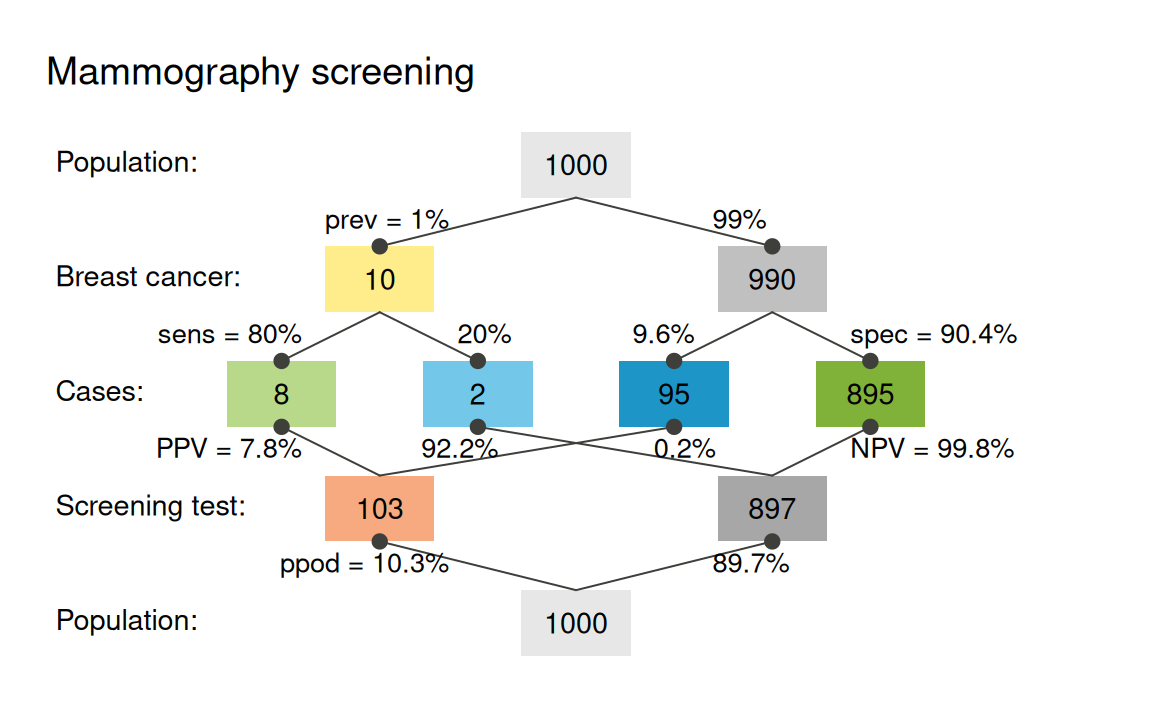 Mammography screening
Population:
1000
prev = 1%
99%
Breast cancer:
10
990
sens = 80%
20%
9.6%
spec = 90.4%
Cases:
8
2
95
895
PPV = 7.8%
92.2%
0.2%
NPV = 99.8%
Screening test:
103
897
ppod = 10.3%
89.7%
Population:
1000